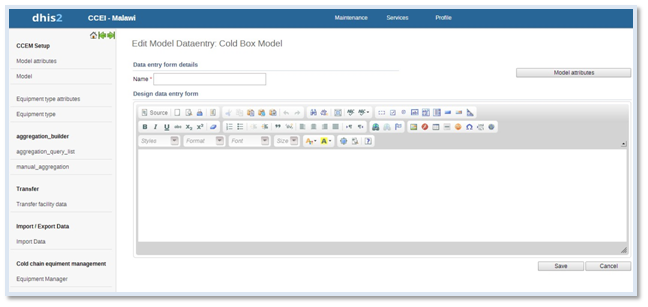 dhis2 CCEI - Malawi Maintenance Services Profile
CCEM Setup
Model attributes
Model
Equipment type attributes
Equipment type
aggregation_builder
aggregation_query_list
manual_aggregation
Transfer
Transfer facility data
Import / Export Data
Import Data
Cold chain equiment management
Equipment Manager
Edit Model Dataentry: Cold Box Model
Data entry form details
Model attributes
Name *
Design data entry form
Source
B I U abc X₂ X²
Styles Format Font Size
Save Cancel